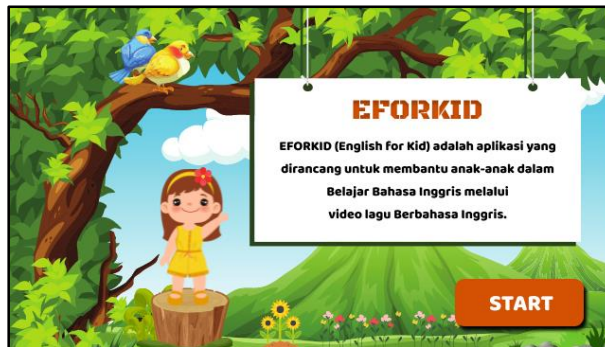 EFORKID
EFORKID (English for Kid) adalah aplikasi yang
dirancang untuk membantu anak-anak dalam
Belajar Bahasa Inggris melalui
video lagu Berbahasa Inggris.
START